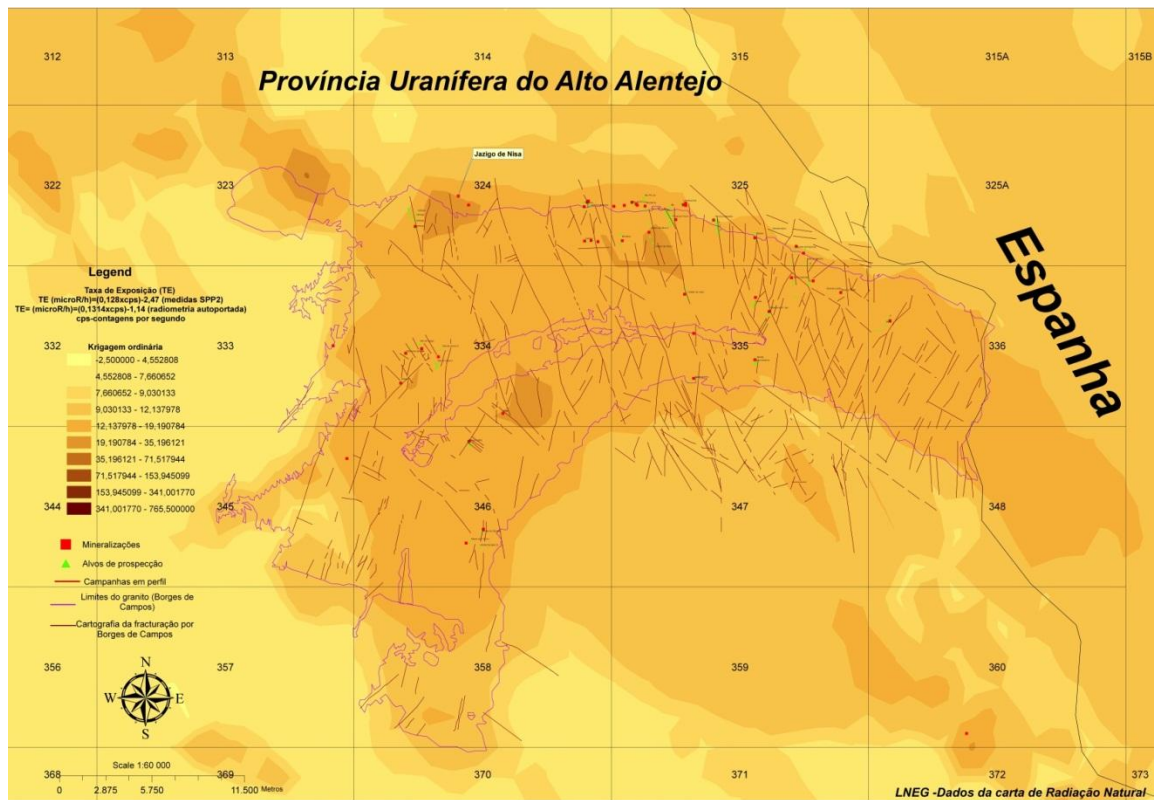 312 313 314 315 315A 315B
Província Uranífera do Alto Alentejo
Jazigo de Nisa
322 323 324 325 325A
Espanha
Legend
Taxa de Exposição (TE)
TE (microR/h)=(0,128xcps)-2,47 (medidas SPP2)
TE= (microR/h)=(0,1314xcps)-1,14 (radiometria autoportada)
cps-contagens por segundo
332 333 334 335 336
Krigagem ordinária
-2,500000 - 4,552808
4,552808 - 7,660652
7,660652 - 9,030133
9,030133 - 12,137978
12,137978 - 19,190784
19,190784 - 35,196121
35,196121 - 71,517944
71,517944 - 153,945099
153,945099 - 341,001770
341,001770 - 765,500000
344 345 346 347 348
Mineralizações
Alvos de prospecção
Campanhas em perfil
Limites do granito (Borges de
Campos)
Cartografia da fracturação por
Borges de Campos
356 357 358 359 360
N
W E
S
Scale 1:60 000
368 369 370 371 372 373
0 2.875 5.750 11.500 Metros
LNEG -Dados da carta de Radiação Natural